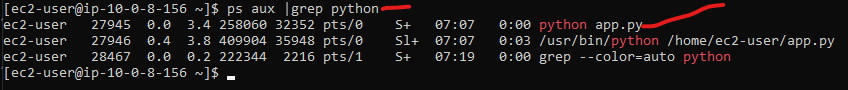 [ec2-user@ip-10-0-8-156 ~]$ ps aux |grep python
ec2-user   27945  0.0  3.4 258060 32352 pts/0    S+   07:07   0:00 python app.py
ec2-user   27946  0.4  3.8 409904 35948 pts/0    Sl+  07:07   0:03 /usr/bin/python /home/ec2-user/app.py
ec2-user   28467  0.0  0.2 222344  2216 pts/1    S+   07:19   0:00 grep --color=auto python
[ec2-user@ip-10-0-8-156 ~]$